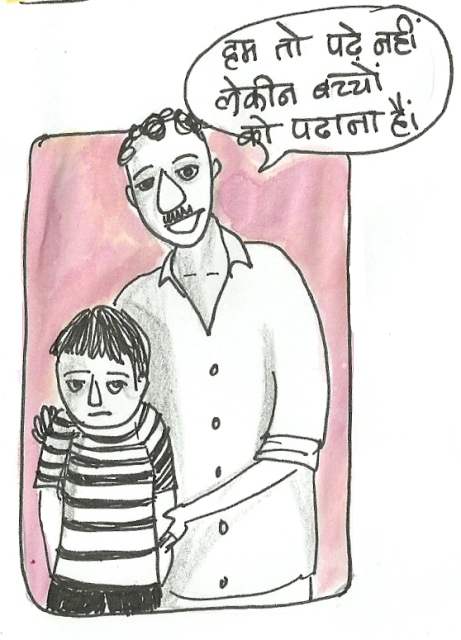 हम तो पढ़े नहीं
लेकीन बच्चों
को पढाना हैं।